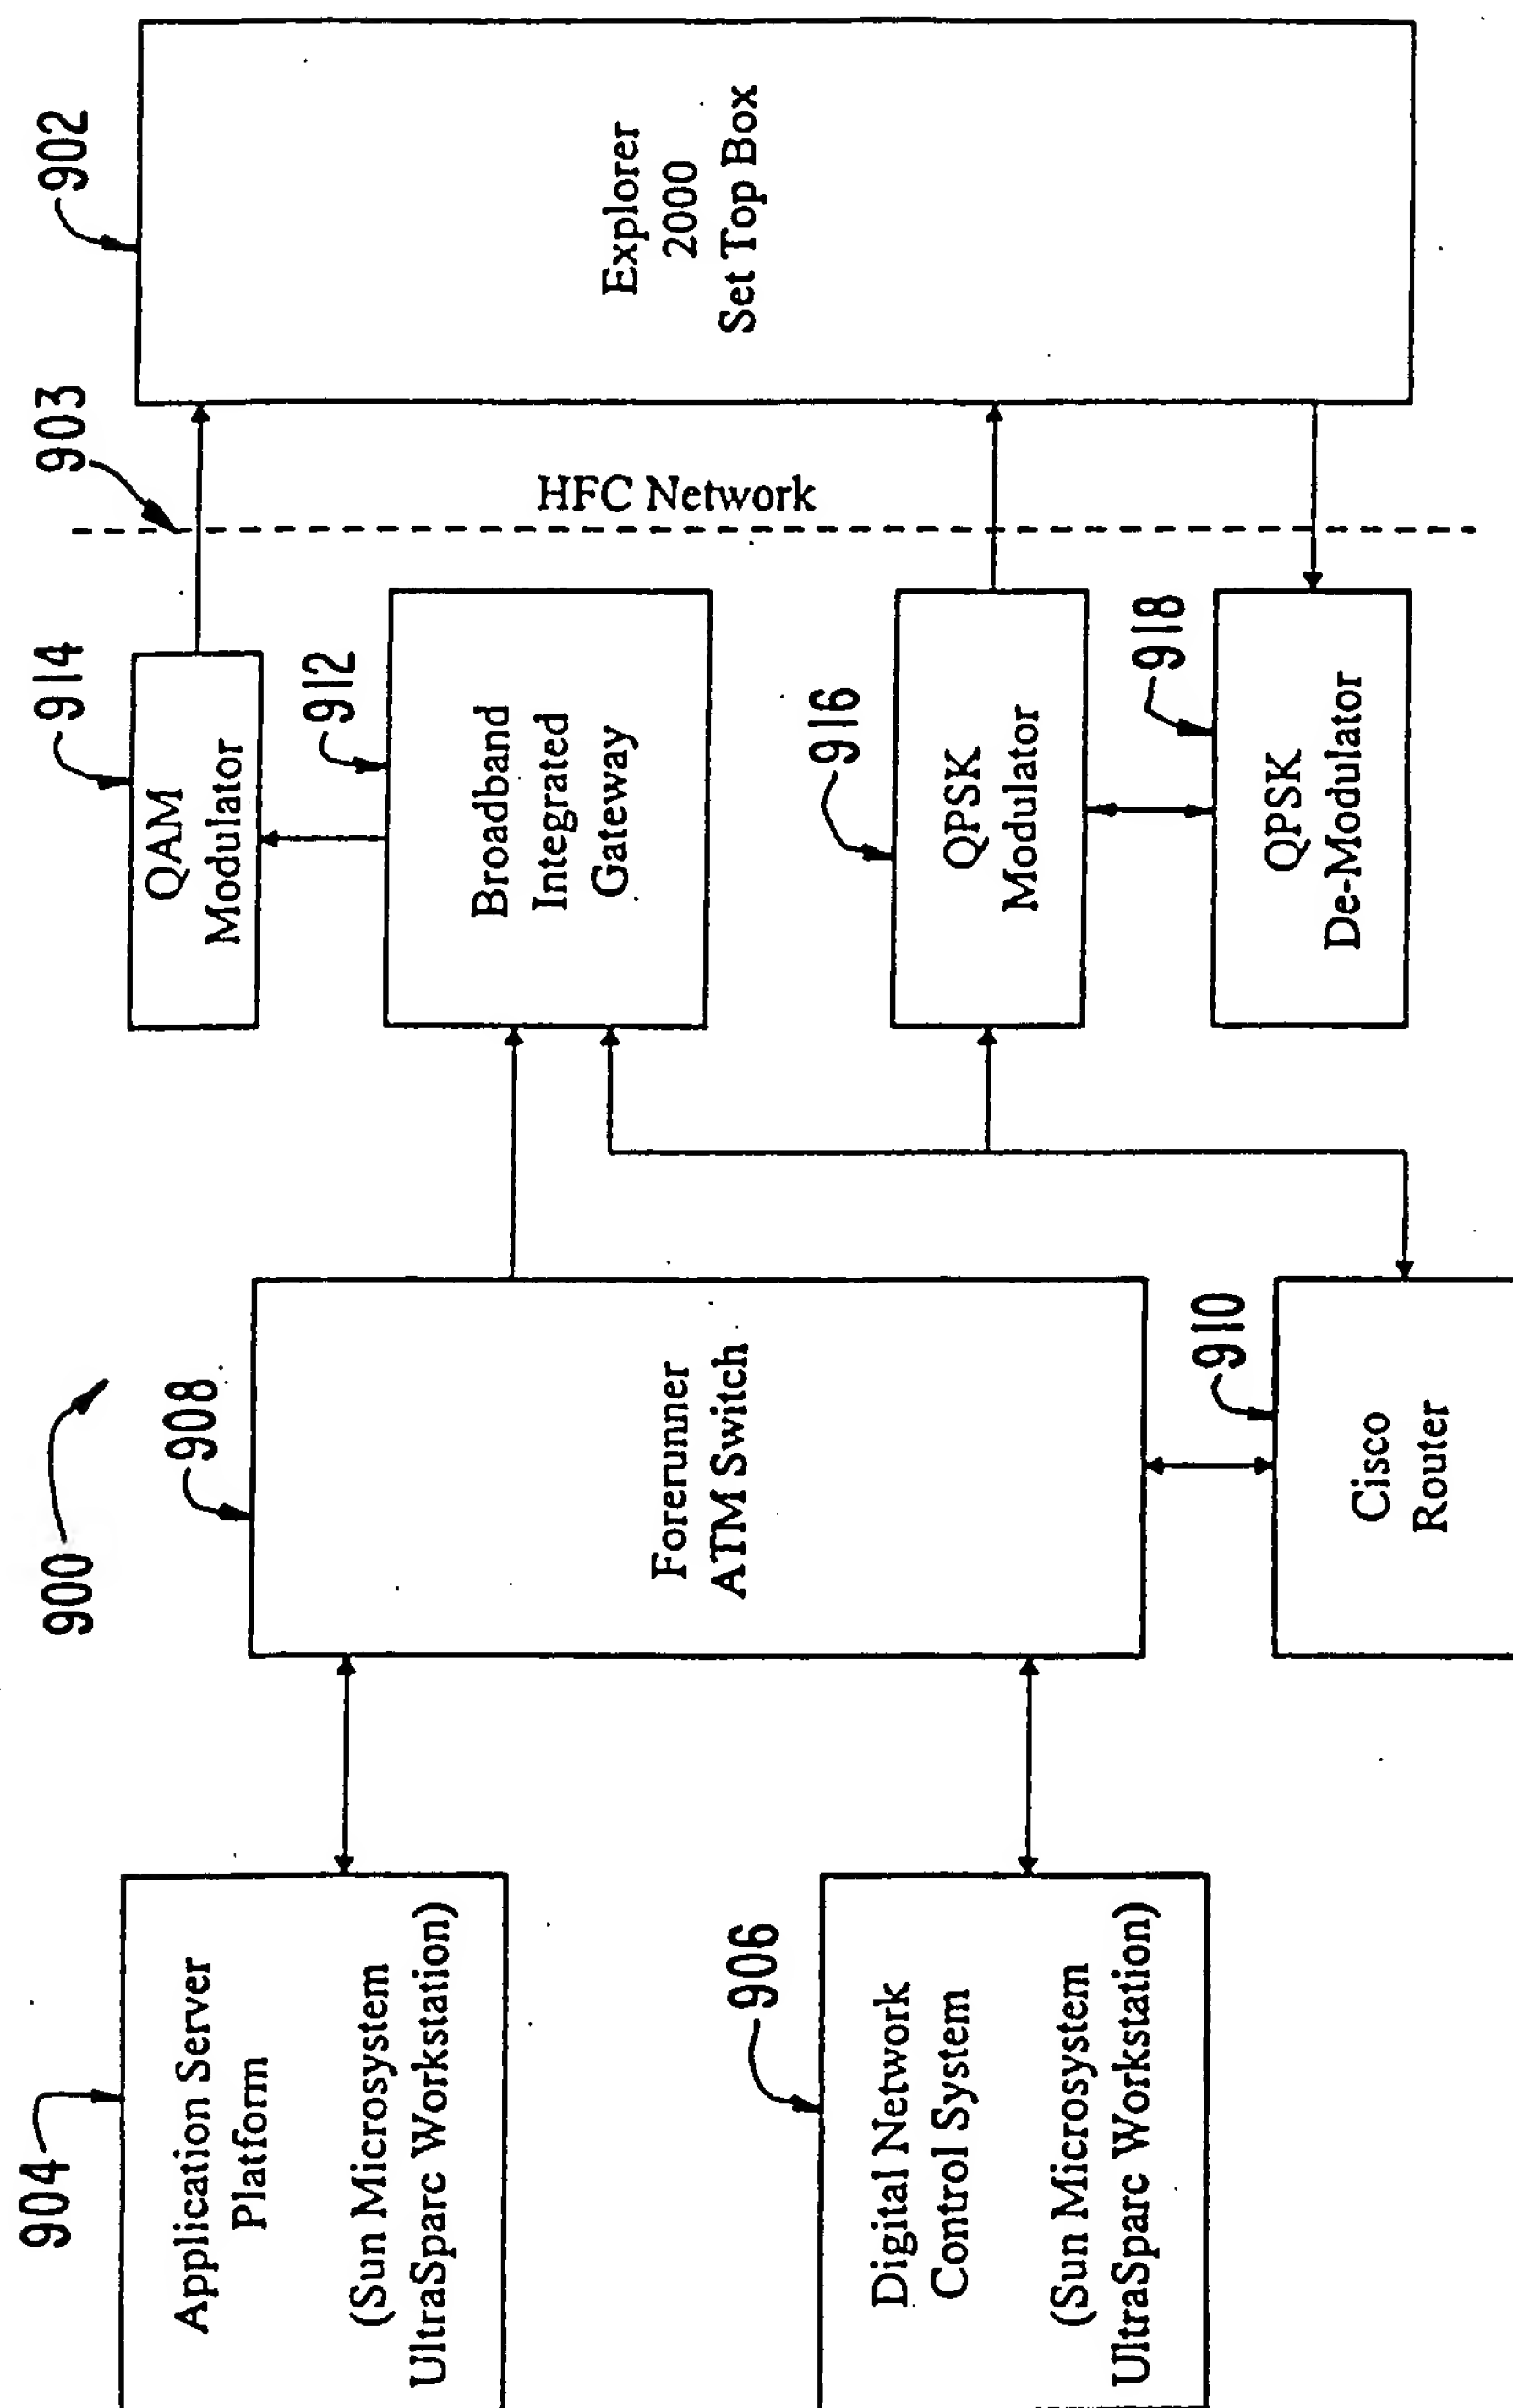 900
904
Application Server
Platform
(Sun Microsystem
UltraSparc Workstation)
906
Digital Network
Control System
(Sun Microsystem
UltraSparc Workstation)
908
Forerunner
ATM Switch
910
Cisco
Router
914
QAM
Modulator
912
Broadband
Integrated
Gateway
916
QPSK
Modulator
918
QPSK
De-Modulator
903
HFC Network
902
Explorer
2000
Set Top Box